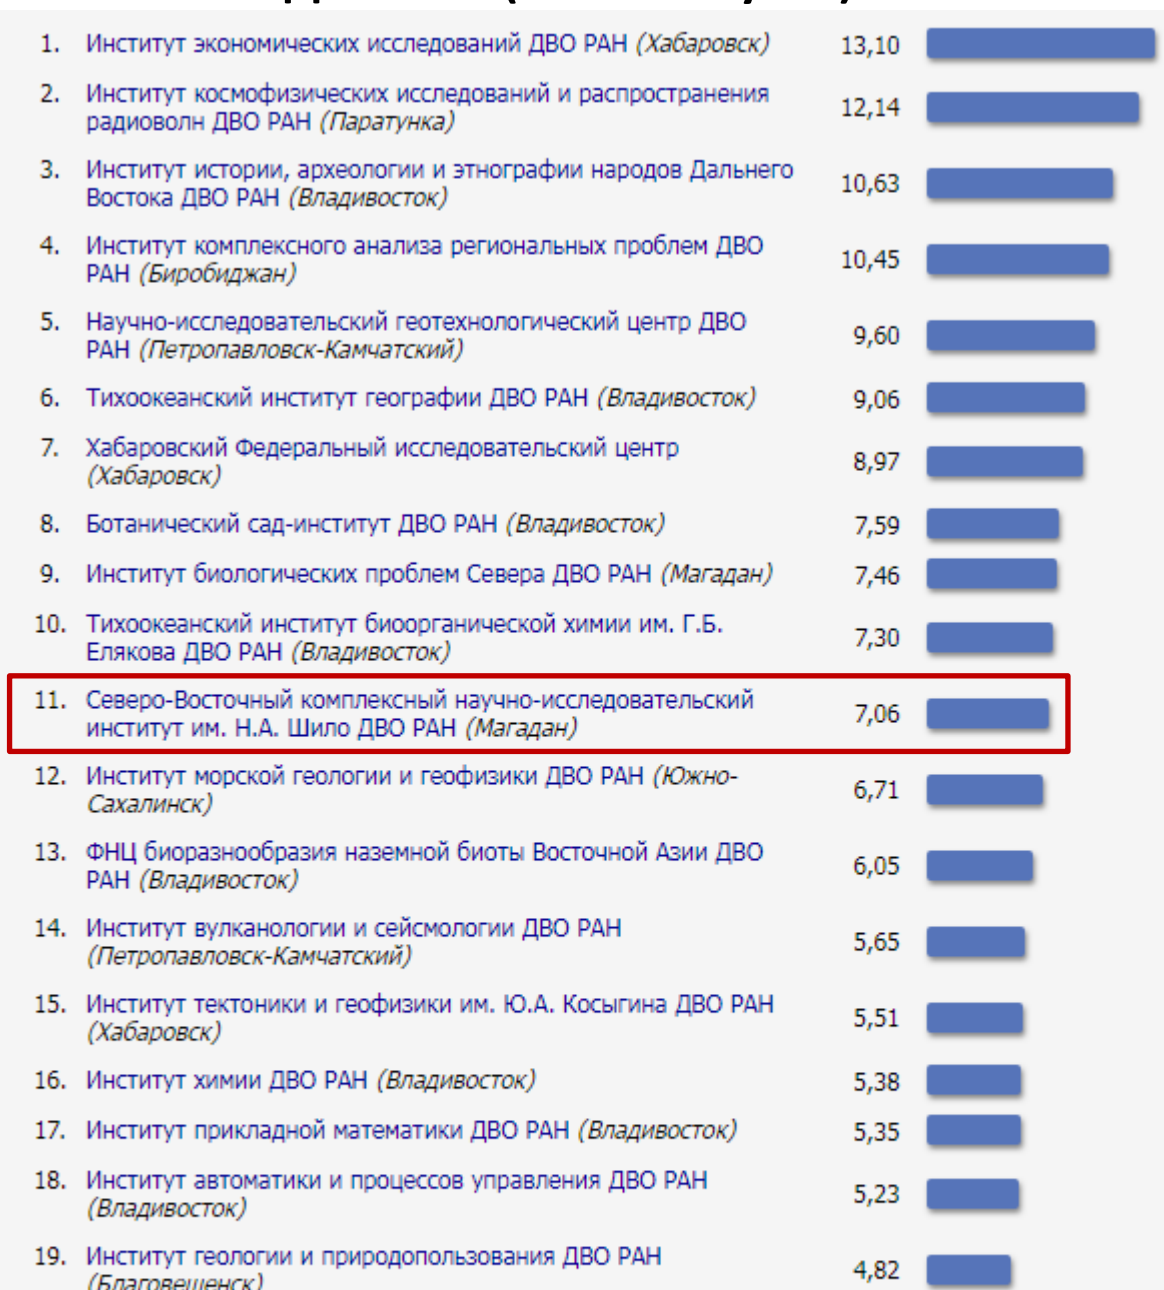 1. Институт экономических исследований ДВО РАН (Хабаровск) 13,10
2. Институт космофизических исследований и распространения
радиоволн ДВО РАН (Паратунка) 12,14
3. Институт истории, археологии и этнографии народов Дальнего
Востока ДВО РАН (Владивосток) 10,63
4. Институт комплексного анализа региональных проблем ДВО
РАН (Биробиджан) 10,45
5. Научно-исследовательский геотехнологический центр ДВО
РАН (Петропавловск-Камчатский) 9,60
6. Тихоокеанский институт географии ДВО РАН (Владивосток) 9,06
7. Хабаровский Федеральный исследовательский центр
(Хабаровск) 8,97
8. Ботанический сад-институт ДВО РАН (Владивосток) 7,59
9. Институт биологических проблем Севера ДВО РАН (Магадан) 7,46
10. Тихоокеанский институт биоорганической химии им. Г.Б.
Елякова ДВО РАН (Владивосток) 7,30
11. Северо-Восточный комплексный научно-исследовательский
институт им. Н.А. Шило ДВО РАН (Магадан) 7,06
12. Институт морской геологии и геофизики ДВО РАН (Южно-
Сахалинск) 6,71
13. ФНЦ биоразнообразия наземной биоты Восточной Азии ДВО
РАН (Владивосток) 6,05
14. Институт вулканологии и сейсмологии ДВО РАН
(Петропавловск-Камчатский) 5,65
15. Институт тектоники и геофизики им. Ю.А. Косыгина ДВО РАН
(Хабаровск) 5,51
16. Институт химии ДВО РАН (Владивосток) 5,38
17. Институт прикладной математики ДВО РАН (Владивосток) 5,35
18. Институт автоматики и процессов управления ДВО РАН
(Владивосток) 5,23
19. Институт геологии и природопользования ДВО РАН
(Благовещенск) 4,82